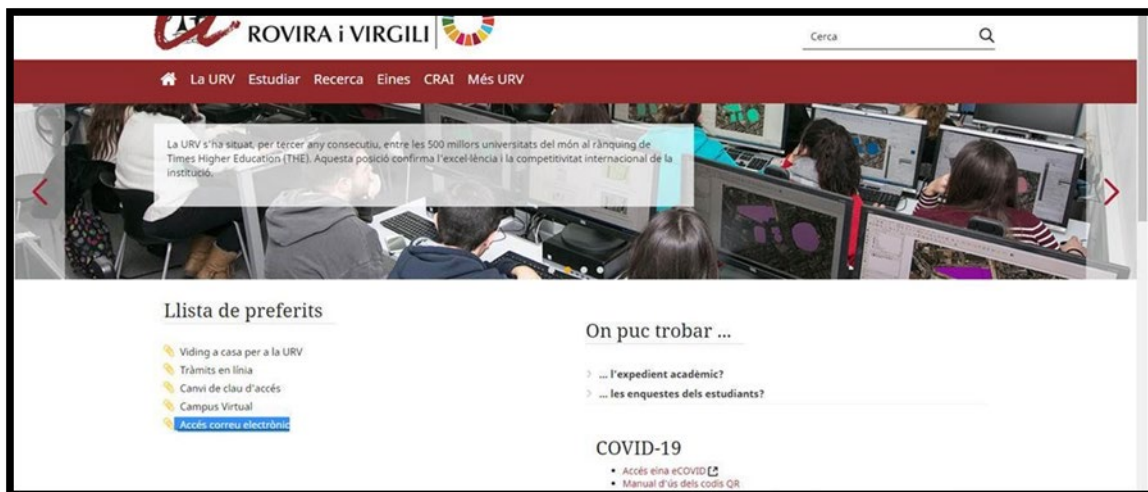 ROVIRA i VIRGILI
Cerca
La URV Estudiar Recerca Eines CRAI Més URV
La URV s'ha situat, per tercer any consecutiu, entre les 500 millors universitats del món al rànquing de
Times Higher Education (THE). Aquesta posició confirma l'excel·lència i la competitivitat internacional de la
institució.
Llista de preferits
Viding a casa per a la URV
Tràmits en línia
Canvi de clau d'accés
Campus Virtual
Accés correu electrònic
On puc trobar ...
... l'expedient acadèmic?
... les enquestes dels estudiants?
COVID-19
Accés eina eCOVID
Manual d'ús dels codis QR